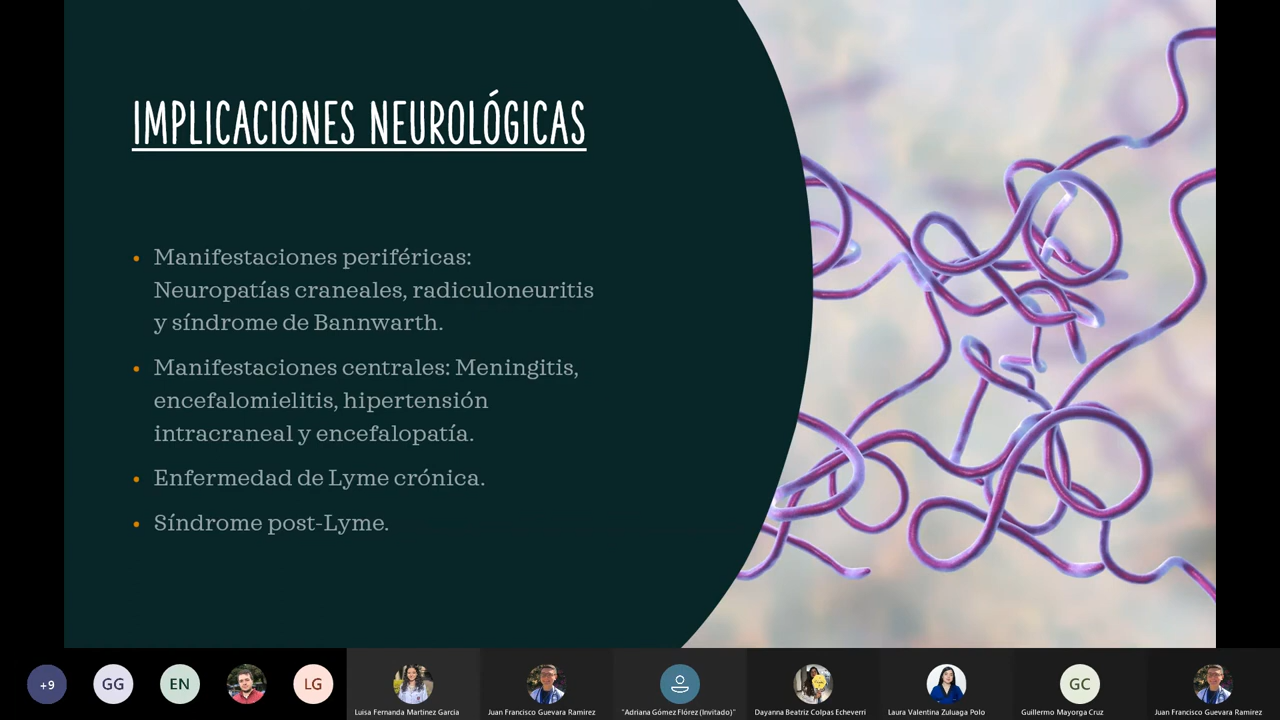 IMPLICACIONES NEUROLÓGICAS
• Manifestaciones periféricas:
Neuropatías craneales, radiculoneuritis
y síndrome de Bannwarth.
• Manifestaciones centrales: Meningitis,
encefalomielitis, hipertensión
intracraneal y encefalopatía.
• Enfermedad de Lyme crónica.
• Síndrome post-Lyme.
+9
GG
EN
LG
GC
Luisa Fernanda Martinez Garcia
Juan Francisco Guevara Ramirez
"Adriana Gómez Flórez (Invitado)"
Dayanna Beatriz Colpas Echeverri
Laura Valentina Zuluaga Polo
Guillermo Mayorga Cruz
Juan Francisco Guevara Ramirez